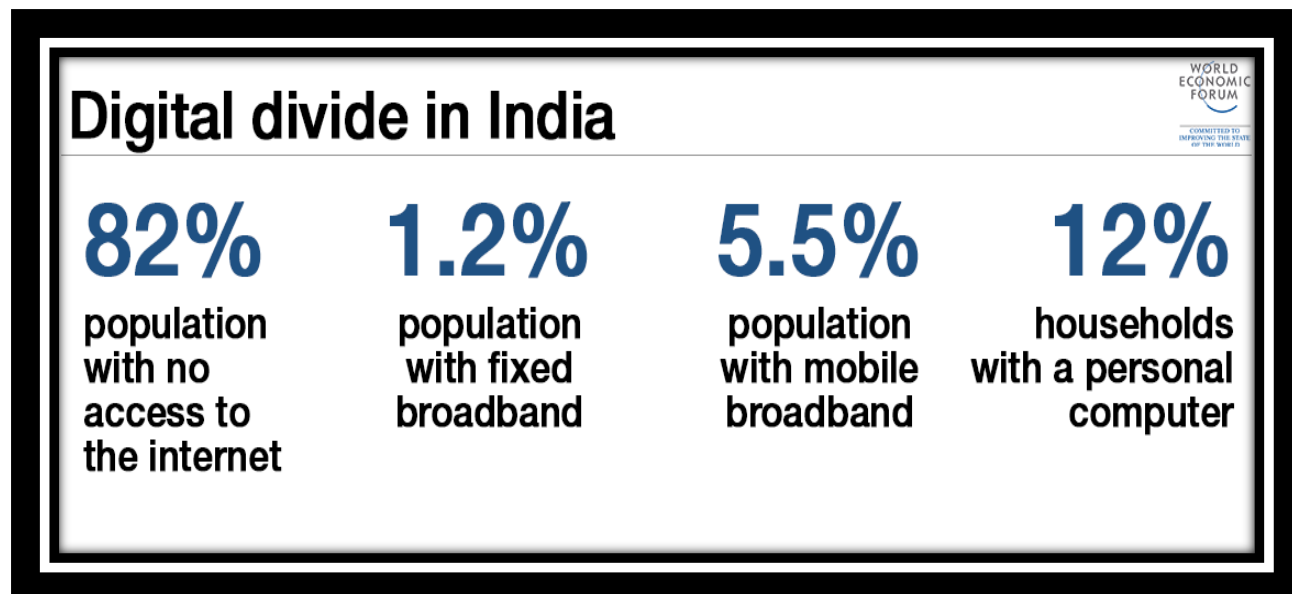 Digital divide in India
WORLD
ECONOMIC
FORUM
COMMITTED TO
IMPROVING THE STATE
OF THE WORLD
82%
population
with no
access to
the internet
1.2%
population
with fixed
broadband
5.5%
population
with mobile
broadband
12%
households
with a personal
computer